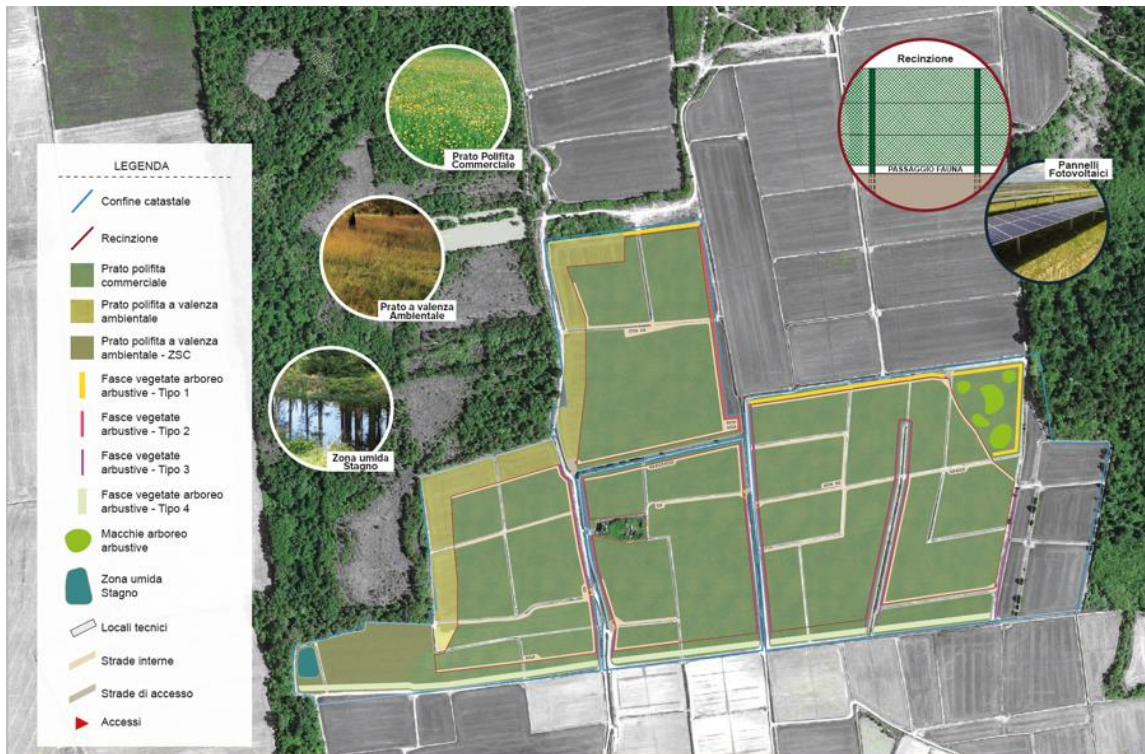 Recinzione
PASSAGGIO FAUNA
Prato Polifita
Commerciale
Pannelli
Fotovoltaici
LEGENDA
Confine catastale
Recinzione
Prato polifita
commerciale
Prato polifita a valenza
ambientale
Prato polifita a valenza
ambientale - ZSC
Fasce vegetate arboreo
arbustive - Tipo 1
Fasce vegetate
arbustive - Tipo 2
Fasce vegetate
arbustive - Tipo 3
Fasce vegetate arboreo
arbustive - Tipo 4
Macchie arboreo
arbustive
Zona umida
Stagno
Locali tecnici
Strade interne
Strade di accesso
Accessi
Prato a valenza
Ambientale
Zona umida
Stagno